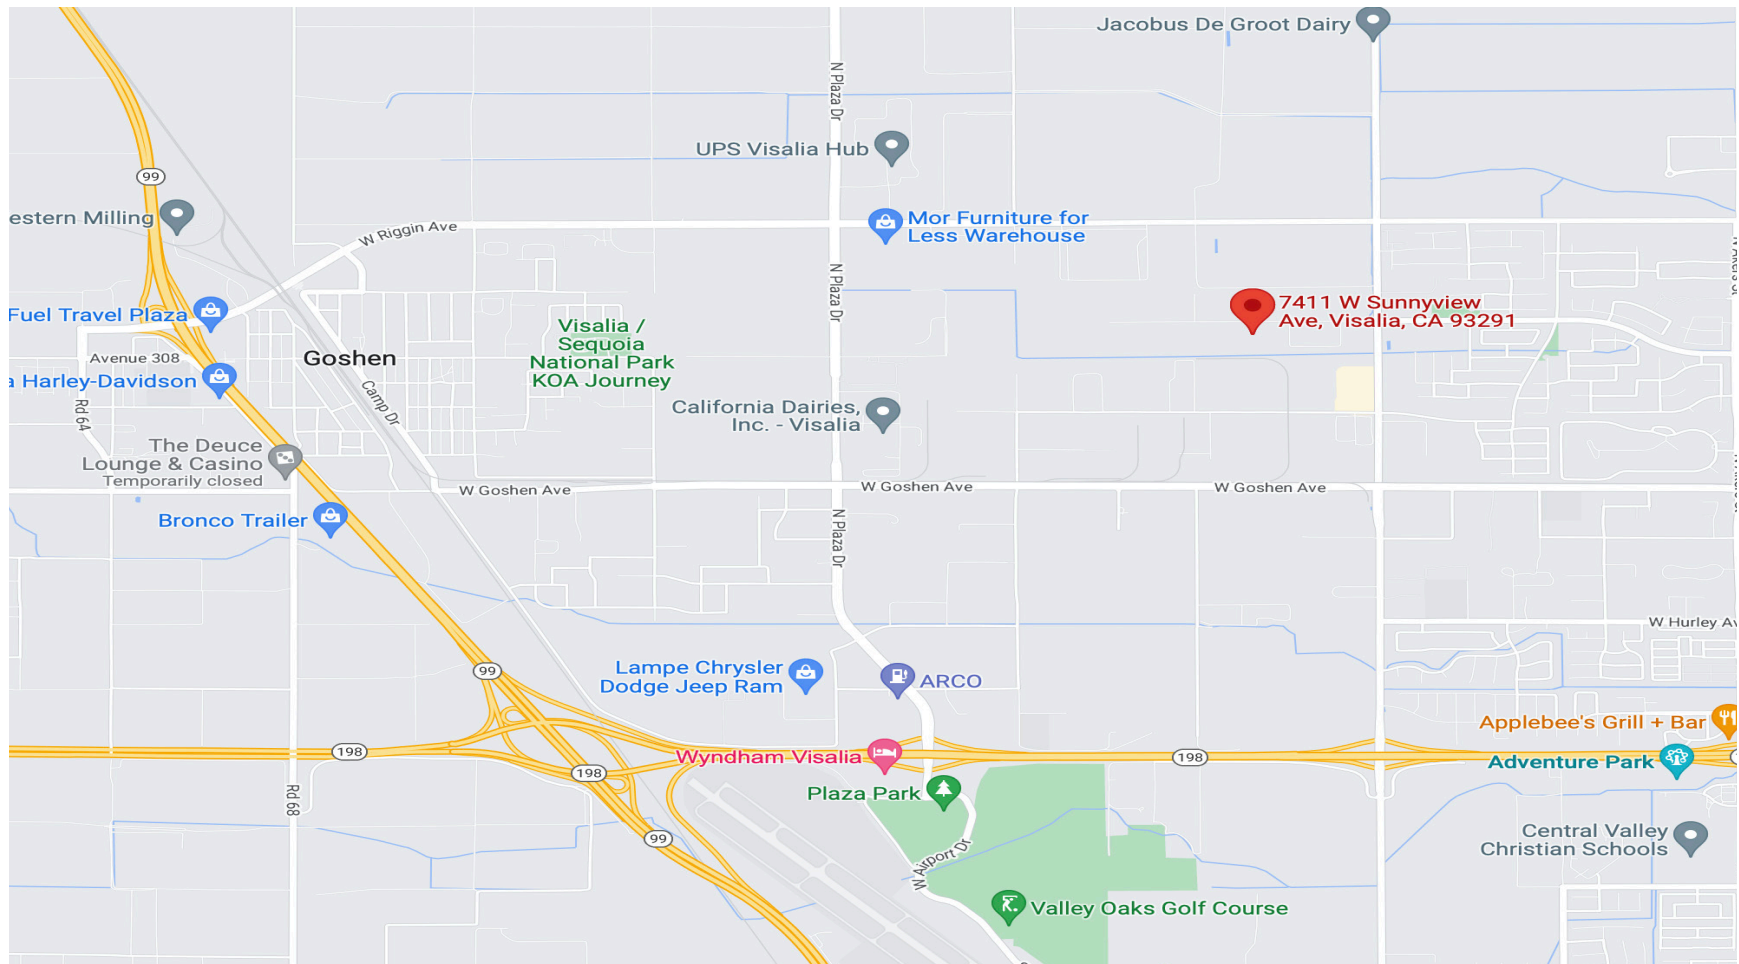 Jacobus De Groot Dairy
N Plaza Dr
UPS Visalia Hub
99
estern Milling
W Riggin Ave
Mor Furniture for
Less Warehouse
N Plaza Dr
7411 W Sunnyview
Ave, Visalia, CA 93291
Fuel Travel Plaza
Visalia /
Sequoia
National Park
KOA Journey
Avenue 308
Goshen
a Harley-Davidson
Camp Dr
Rd 64
California Dairies,
Inc. - Visalia
The Deuce
Lounge & Casino
Temporarily closed
W Goshen Ave
W Goshen Ave
W Goshen Ave
Bronco Trailer
N Plaza Dr
W Hurley Av
99
Lampe Chrysler
Dodge Jeep Ram
ARCO
Applebee's Grill + Bar
198
Wyndham Visalia
198
Adventure Park
198
Plaza Park
Rd 68
99
Central Valley
Christian Schools
W Airport Dr
Valley Oaks Golf Course